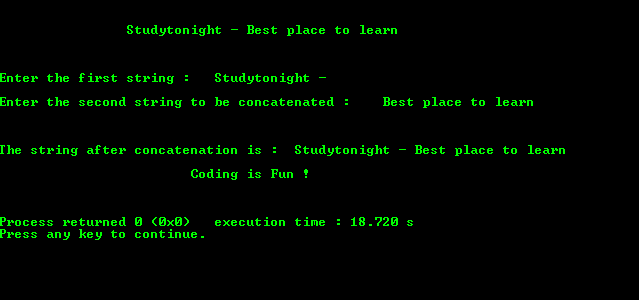 Studytonight - Best place to learn
Enter the first string :   Studytonight -
Enter the second string to be concatenated :    Best place to learn
The string after concatenation is :  Studytonight - Best place to learn
Coding is Fun !
Process returned 0 (0x0)   execution time : 18.720 s
Press any key to continue.